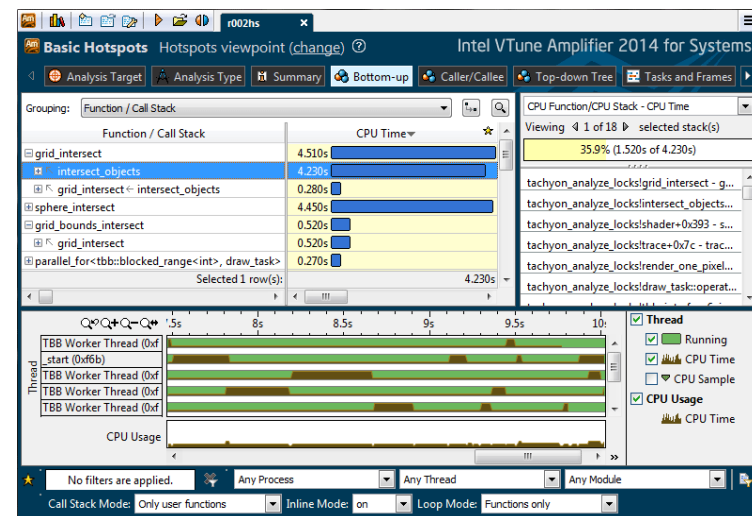 r002hs ×
Basic Hotspots Hotspots viewpoint (change) ? Intel VTune Amplifier 2014 for Systems
Analysis Target Analysis Type Summary Bottom-up Caller/Callee Top-down Tree Tasks and Frames
Grouping: Function / Call Stack
CPU Function/CPU Stack - CPU Time
Function / Call Stack CPU Time
Viewing 1 of 18 selected stack(s)
35.9% (1.520s of 4.230s)
grid_intersect 4.510s
intersect_objects 4.230s
grid_intersect ← intersect_objects 0.280s
sphere_intersect 4.450s
grid_bounds_intersect 0.520s
grid_intersect 0.520s
parallel_for<tbb::blocked_range<int>, draw_task> 0.270s
Selected 1 row(s): 4.230s
tachyon_analyze_locks!grid_intersect - g...
tachyon_analyze_locks!intersect_objects...
tachyon_analyze_locks!shader+0x393 - s...
tachyon_analyze_locks!trace+0x7c - trac...
tachyon_analyze_locks!render_one_pixel...
tachyon_analyze_locks!draw_task::operat...
.5s 8s 8.5s 9s 9.5s 10
Thread
TBB Worker Thread (0xf
_start (0xf6b)
TBB Worker Thread (0xf
TBB Worker Thread (0xf
TBB Worker Thread (0xf
CPU Usage
Thread
Running
CPU Time
CPU Sample
CPU Usage
CPU Time
No filters are applied. Any Process Any Thread Any Module
Call Stack Mode: Only user functions Inline Mode: on Loop Mode: Functions only